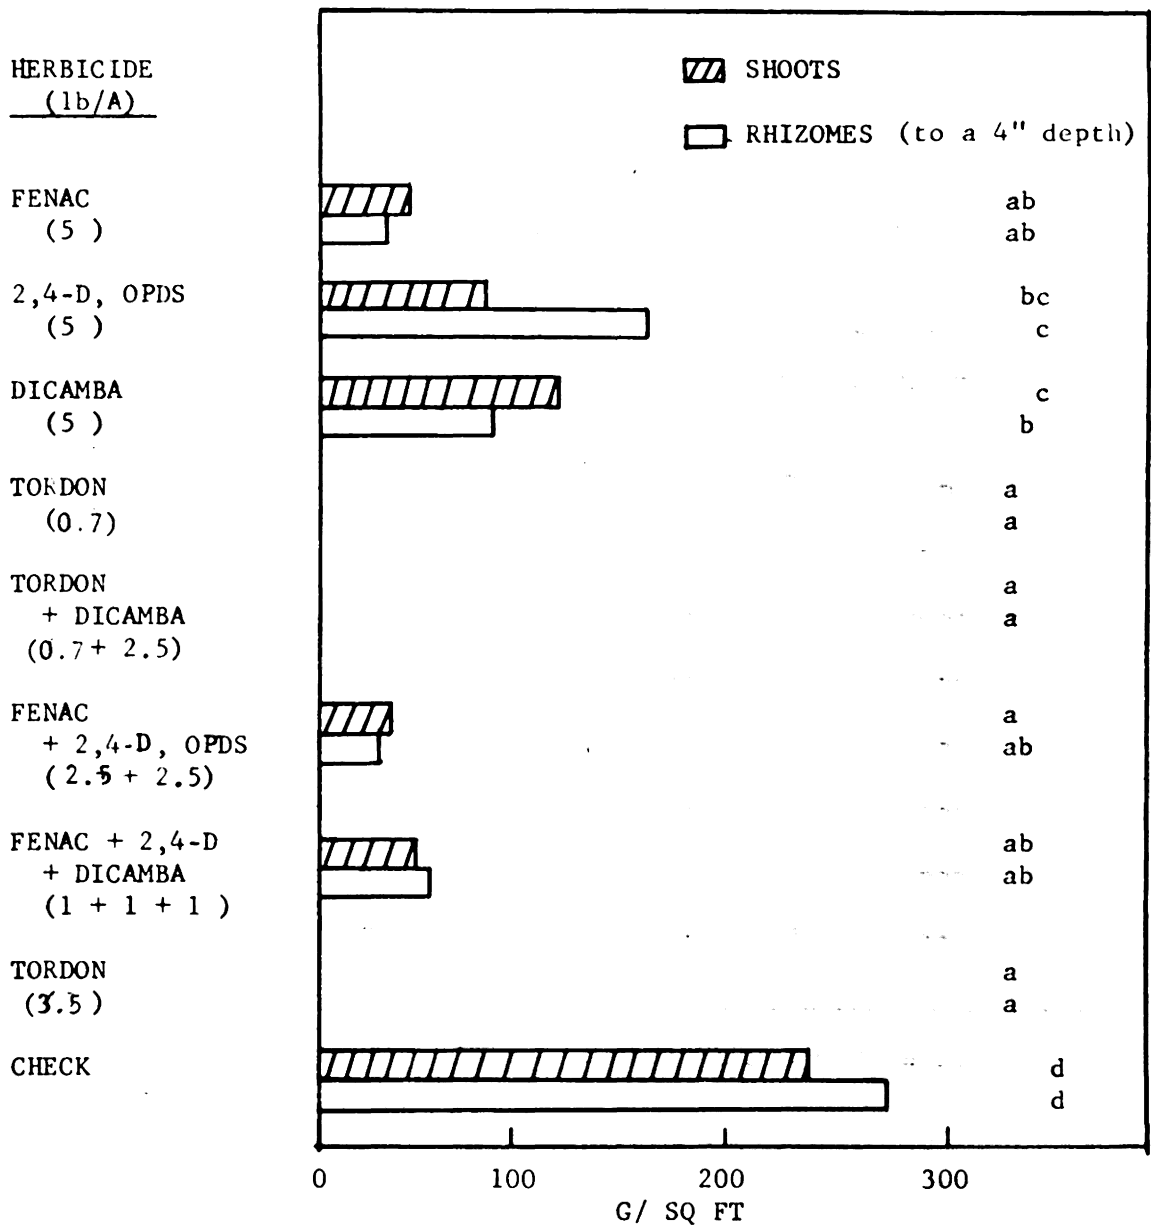 HERBICIDE
(lb/A)
SHOOTS
RHIZOMES (to a 4" depth)
FENAC ab
(5 ) ab
2,4-D, OPDS bc
(5 ) c
DICAMBA c
(5 ) b
TORDON a
(0.7) a
TORDON a
+ DICAMBA a
(0.7+ 2.5)
FENAC a
+ 2,4-D, OPDS ab
(2.5 + 2.5)
FENAC + 2,4-D ab
+ DICAMBA ab
(1 + 1 + 1 )
TORDON a
(3.5 ) a
CHECK d
d
0 100 200 300
G/ SQ FT